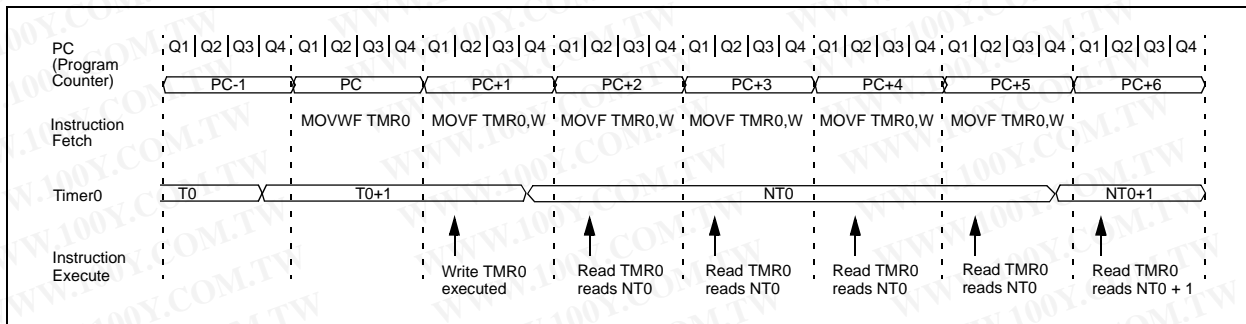 PC
(Program
Counter)
Q1 Q2 Q3 Q4 Q1 Q2 Q3 Q4 Q1 Q2 Q3 Q4 Q1 Q2 Q3 Q4 Q1 Q2 Q3 Q4 Q1 Q2 Q3 Q4 Q1 Q2 Q3 Q4 Q1 Q2 Q3 Q4
PC-1 PC PC+1 PC+2 PC+3 PC+4 PC+5 PC+6
Instruction
Fetch
MOVWF TMR0 MOVF TMR0,W MOVF TMR0,W MOVF TMR0,W MOVF TMR0,W MOVF TMR0,W
Timer0
T0 T0+1 NT0 NT0+1
Instruction
Execute
Write TMR0
executed
Read TMR0
reads NT0
Read TMR0
reads NT0
Read TMR0
reads NT0
Read TMR0
reads NT0
Read TMR0
reads NT0 + 1
WWW.100Y.COM.TW